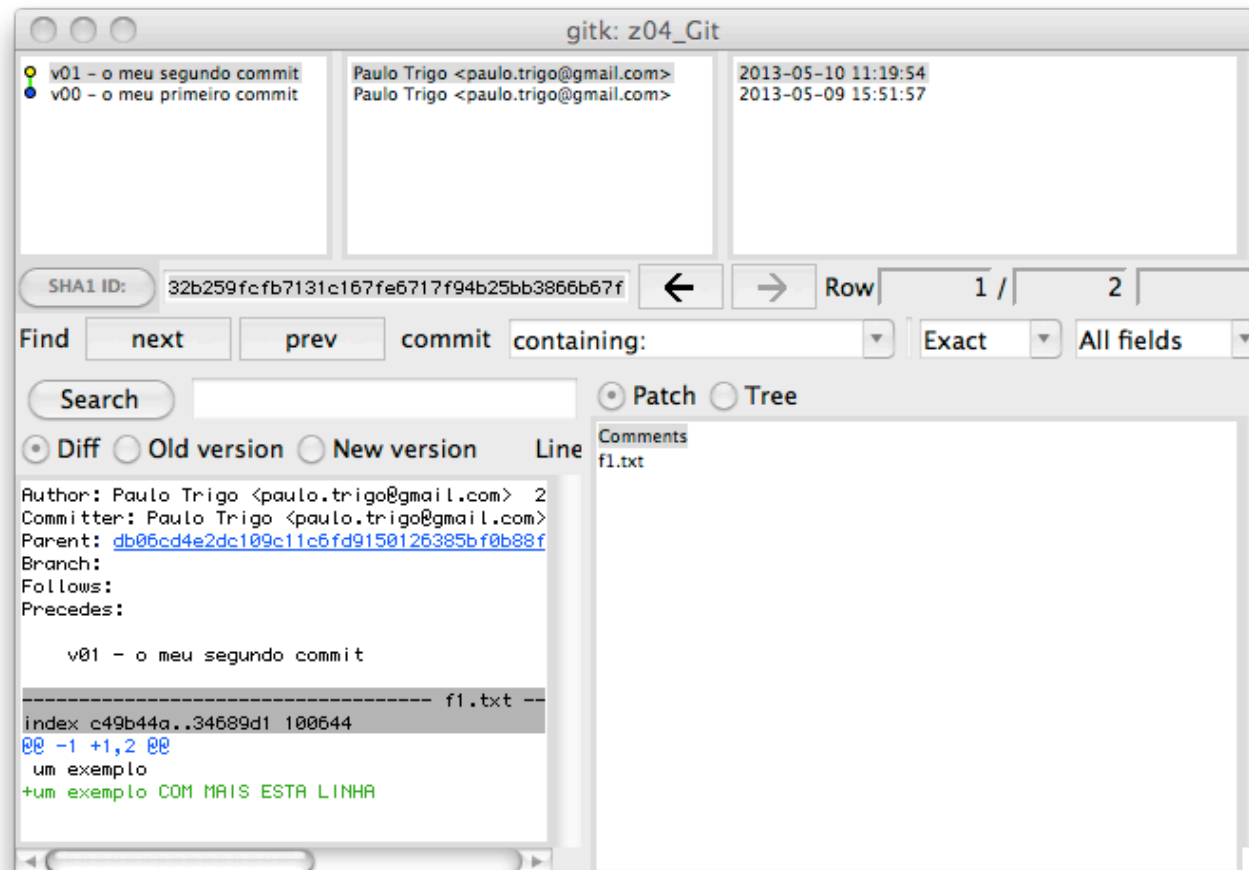 gitk: z04_Git
v01 - o meu segundo commit Paulo Trigo <paulo.trigo@gmail.com> 2013-05-10 11:19:54
v00 - o meu primeiro commit Paulo Trigo <paulo.trigo@gmail.com> 2013-05-09 15:51:57
SHA1 ID: 32b259fcfb7131c167fe6717f94b25bb3866b67f ← → Row 1 / 2
Find next prev commit containing: Exact All fields
Search
Patch Tree
Diff Old version New version Line
Comments
f1.txt
Author: Paulo Trigo <paulo.trigo@gmail.com> 2
Committer: Paulo Trigo <paulo.trigo@gmail.com>
Parent: db06cd4e2dc109c11c6fd9150126385bf0b88f
Branch:
Follows:
Precedes:
v01 - o meu segundo commit
------------------------------------ f1.txt --
index c49b44a..34689d1 100644
@@ -1 +1,2 @@
um exemplo
+um exemplo COM MAIS ESTA LINHA